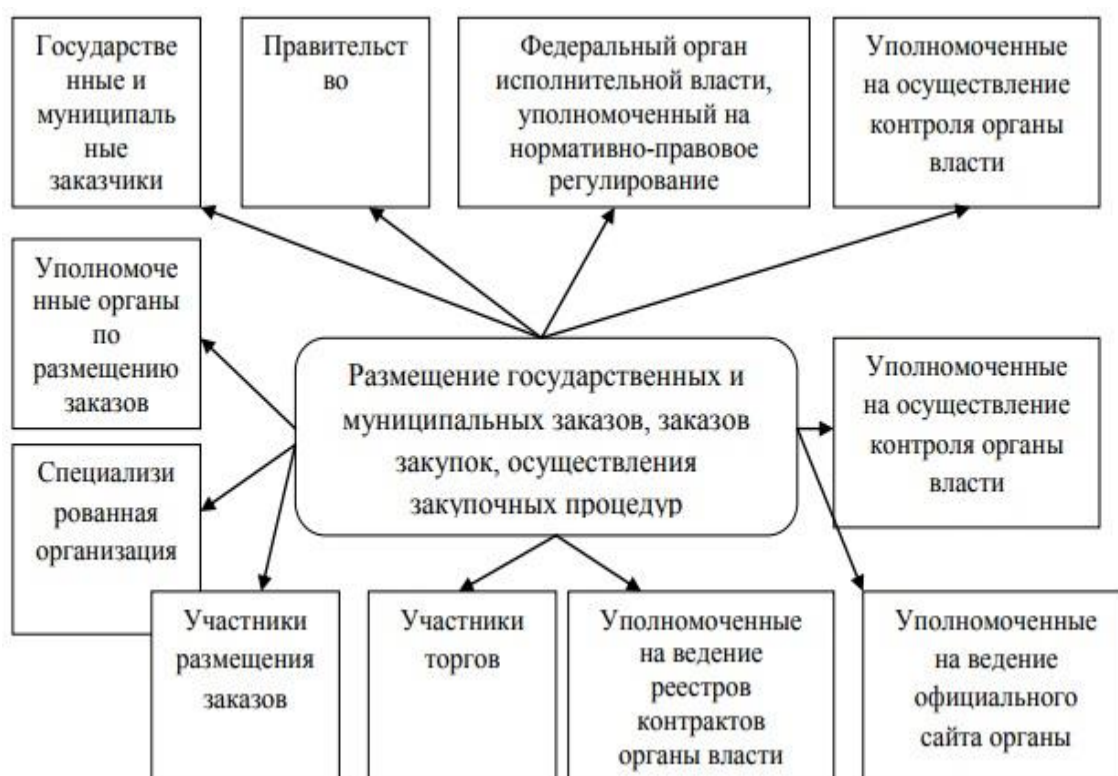 Государстве
нные и
муниципаль
ные
заказчики
Правительст
во
Федеральный орган
исполнительной власти,
уполномоченный на
нормативно-правовое
регулирование
Уполномоченные
на осуществление
контроля органы
власти
Уполномоче
нные органы
по
размещению
заказов
Размещение государственных и
муниципальных заказов, заказов
закупок, осуществления
закупочных процедур
Уполномоченные
на осуществление
контроля органы
власти
Специализи
рованная
организация
Участники
размещения
заказов
Участники
торгов
Уполномоченные
на ведение
реестров
контрактов
органы власти
Уполномоченные
на ведение
официального
сайта органы